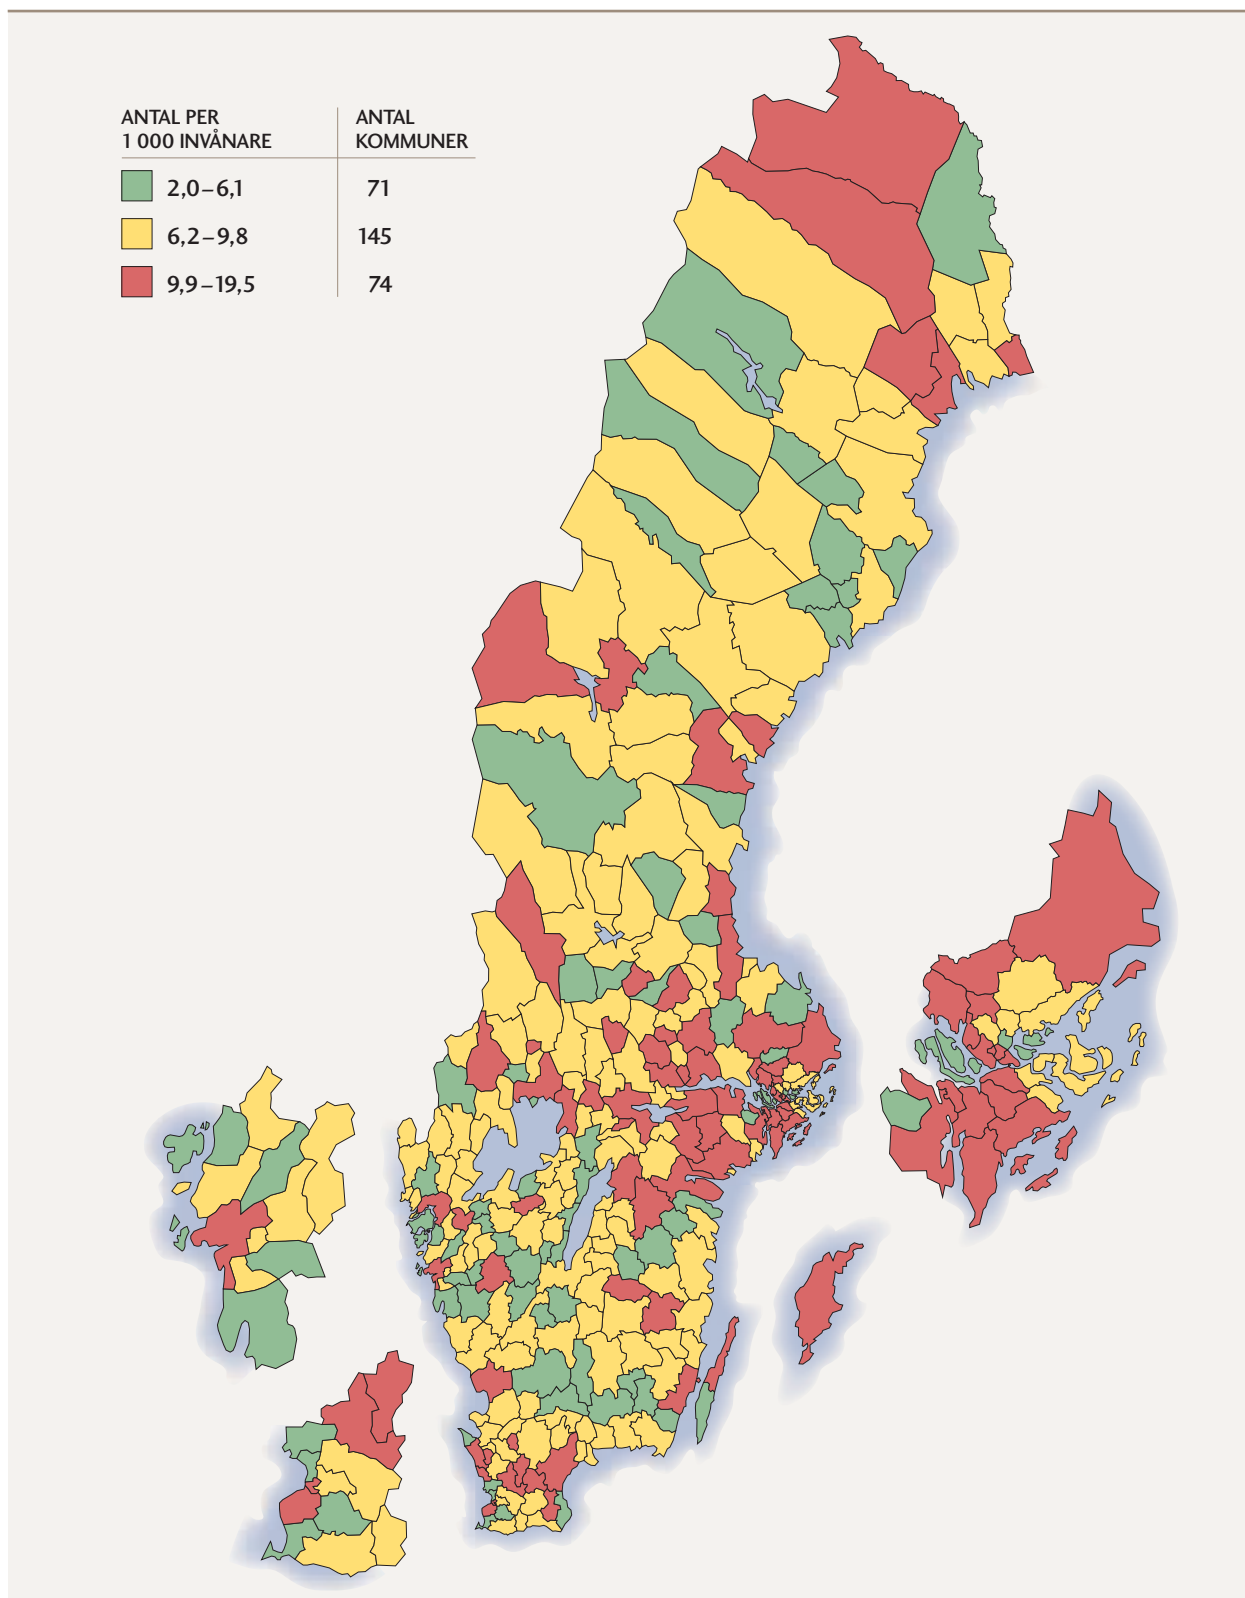 ANTAL PER
1 000 INVÅNARE
ANTAL
KOMMUNER
2,0–6,1 71
6,2–9,8 145
9,9–19,5 74